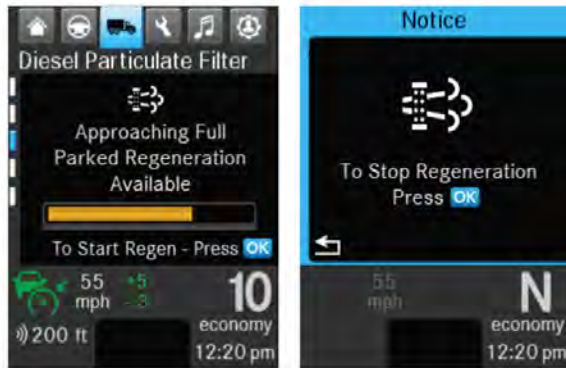 Diesel Particulate Filter
Approaching Full
Parked Regeneration
Available
To Start Regen - Press OK
55 +5
mph -3
10
economy
200 ft
12:20 pm
Notice
To Stop Regeneration
Press OK
55
mph
N
economy
12:20 pm